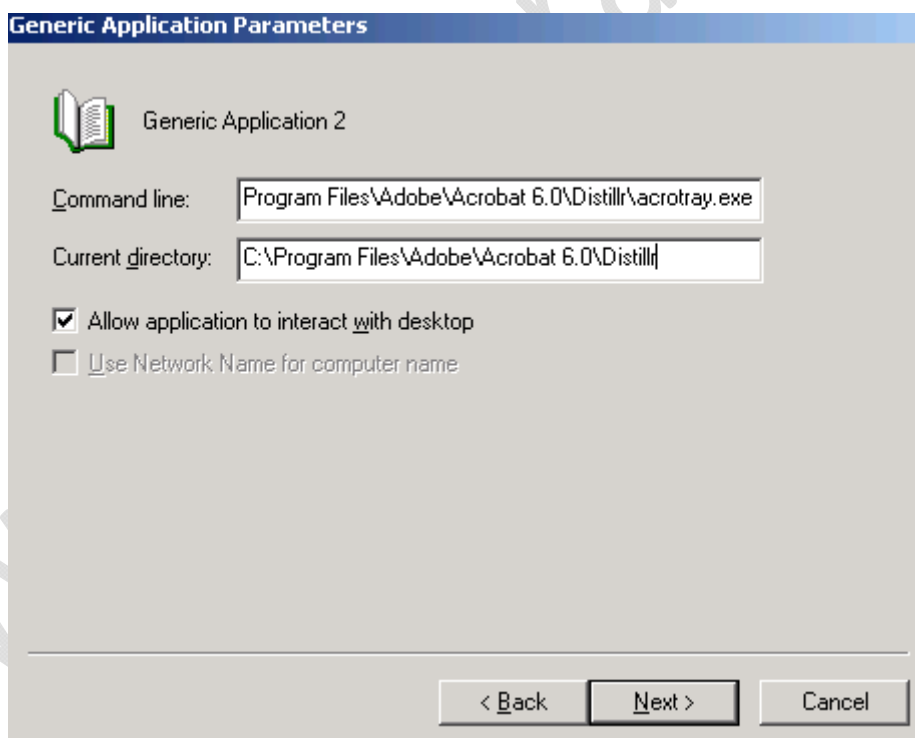 Generic Application Parameters
Generic Application 2
Command line: Program Files\Adobe\Acrobat 6.0\Distillr\acrotray.exe
Current directory: C:\Program Files\Adobe\Acrobat 6.0\Distillr
Allow application to interact with desktop
Use Network Name for computer name
< Back Next > Cancel